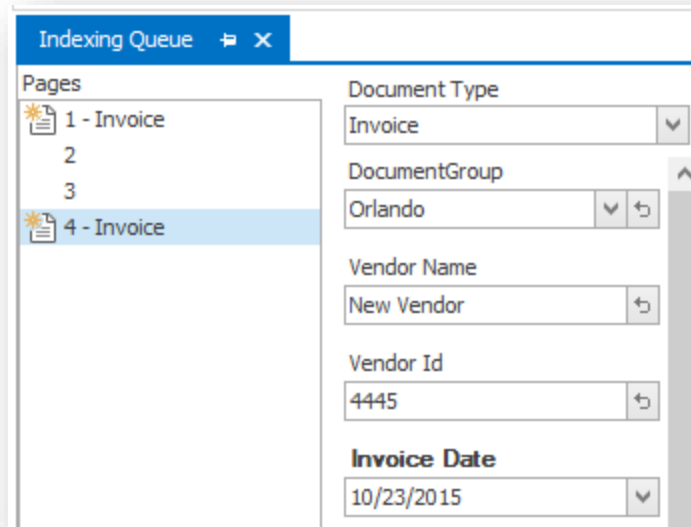 Indexing Queue
Pages
1 - Invoice
2
3
4 - Invoice
Document Type
Invoice
DocumentGroup
Orlando
Vendor Name
New Vendor
Vendor Id
4445
Invoice Date
10/23/2015